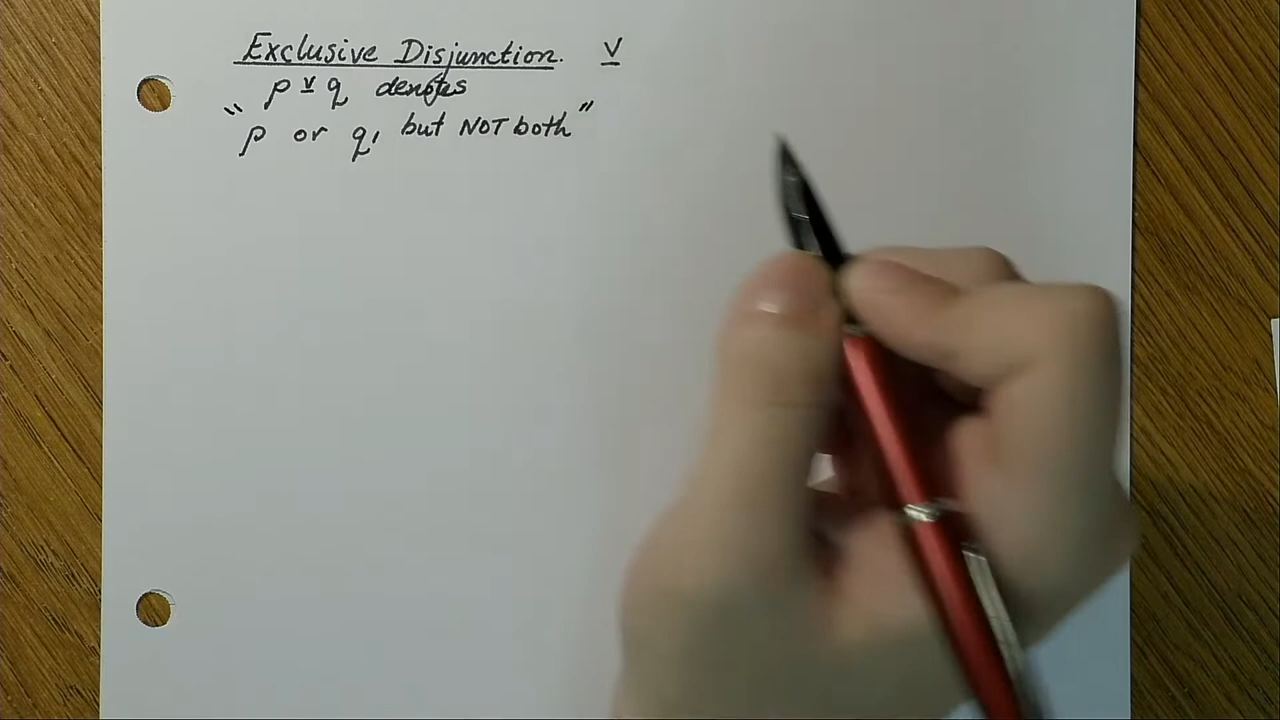 Exclusive Disjunction. ⊻
p ⊻ q denotes
"p or q, but NOT both"